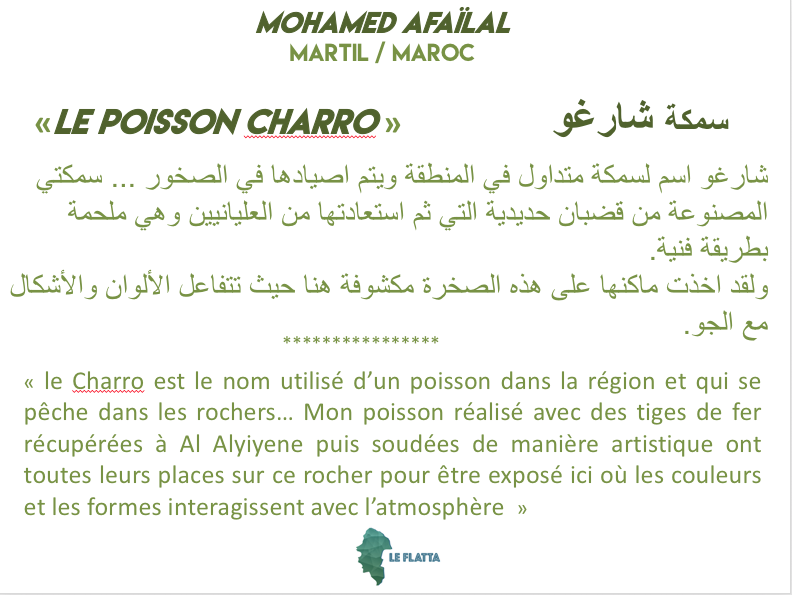 MOHAMED AFAÏLAL
MARTIL / MAROC
« LE POISSON CHARRO »
سمكة شارغو
شارغو اسم لسمكة متداول في المنطقة ويتم اصيادها في الصخور ... سمكتي
المصنوعة من قضبان حديدية التي ثم استعادتها من العليانيين وهي ملحمة
بطريقة فنية.
ولقد اخذت ماكنها على هذه الصخرة مكشوفة هنا حيث تتفاعل الألوان والأشكال
مع الجو.
****************
« le Charro est le nom utilisé d’un poisson dans la région et qui se
pêche dans les rochers… Mon poisson réalisé avec des tiges de fer
récupérées à Al Alyiyene puis soudées de manière artistique ont
toutes leurs places sur ce rocher pour être exposé ici où les couleurs
et les formes interagissent avec l’atmosphère »
LE FLATTA